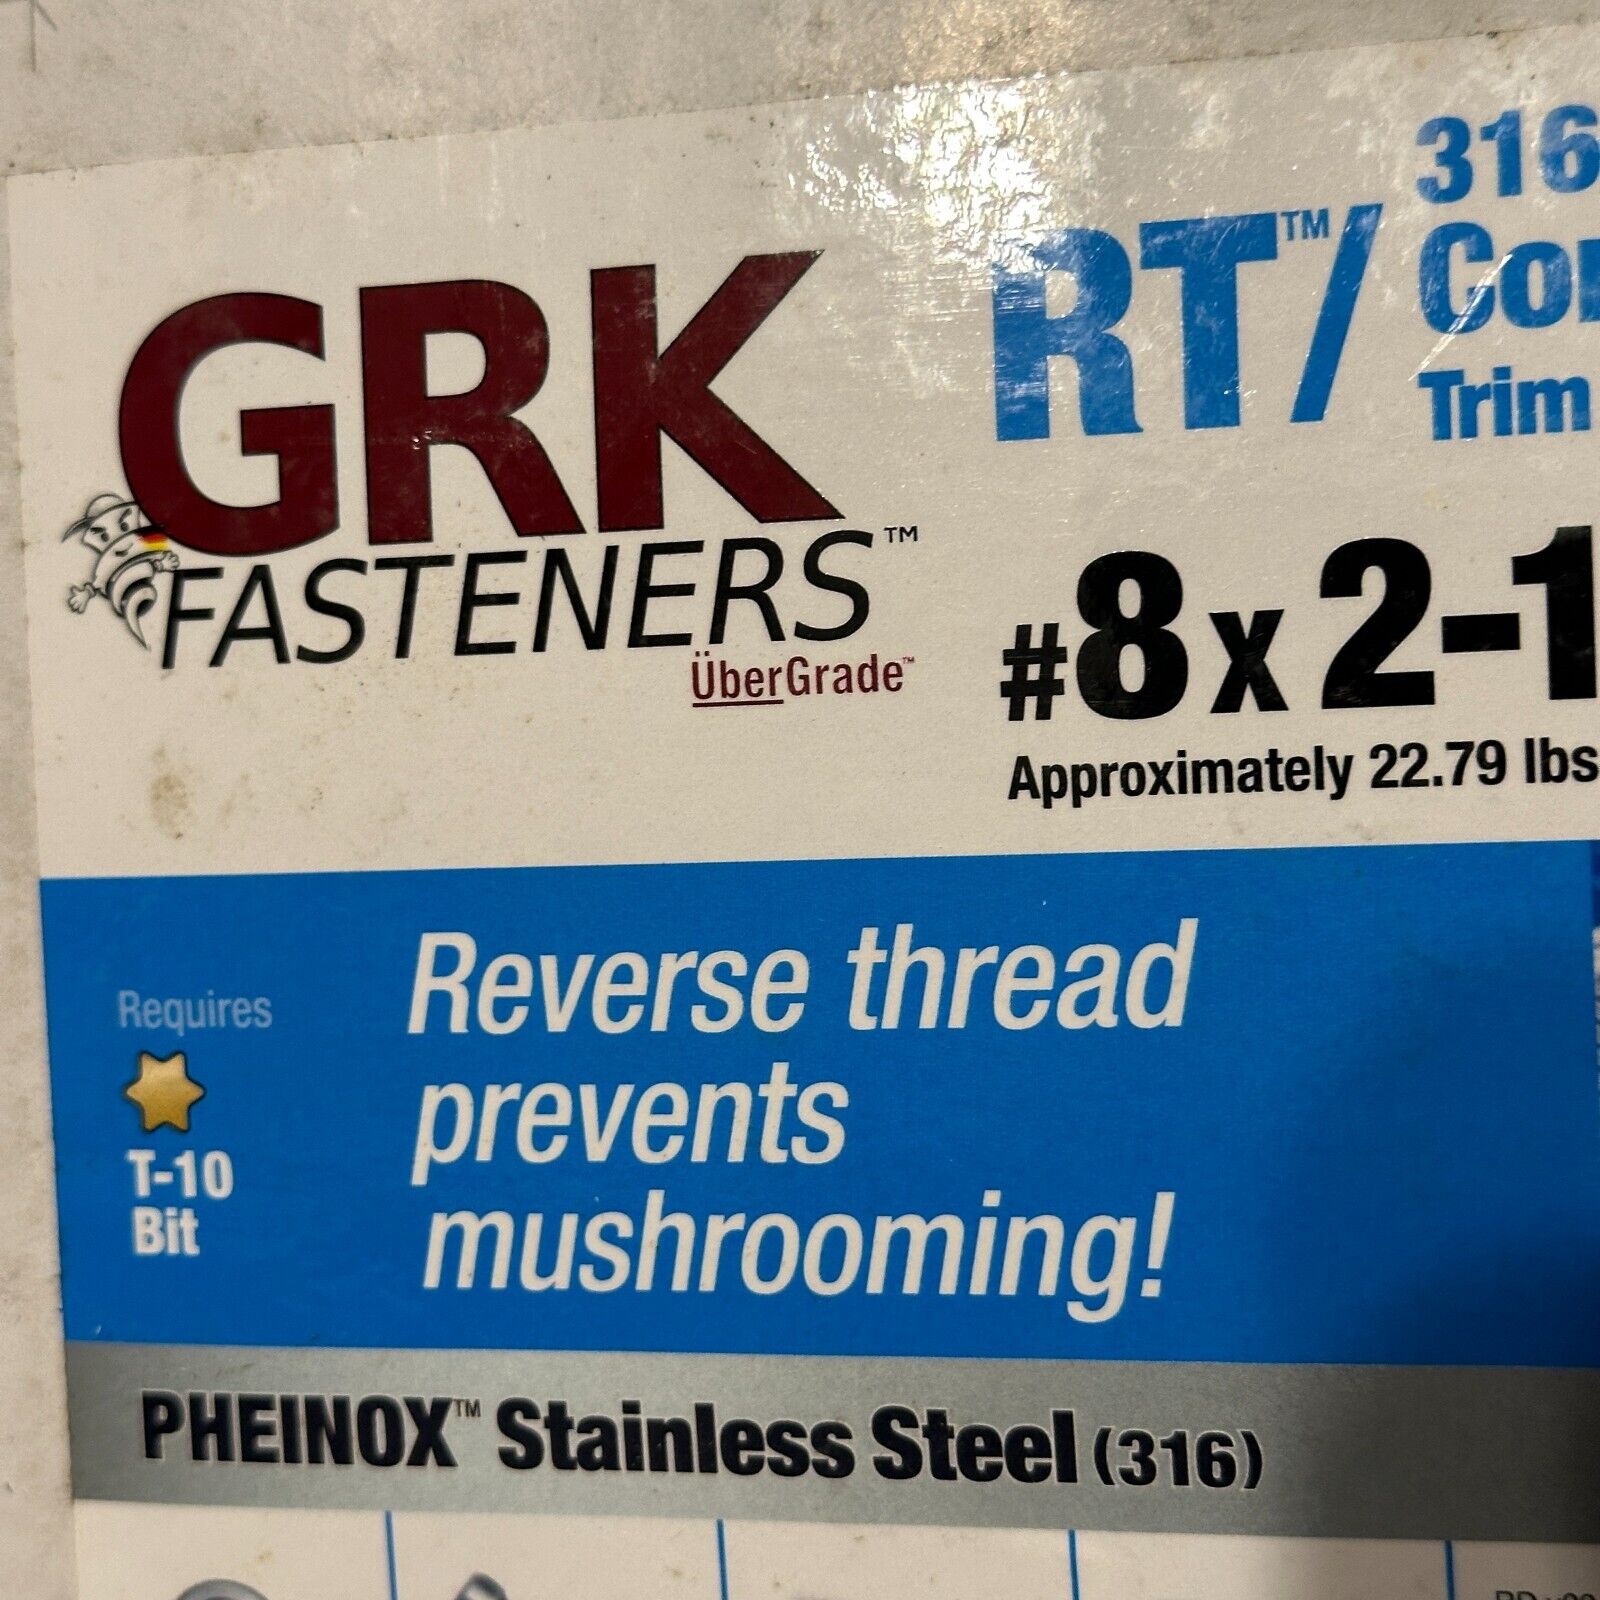 GRK
FASTENERS™
ÜberGrade™
RT™/
316
Trim
#8 x 2-1
Approximately 22.79 lbs
Requires
T-10
Bit
Reverse thread
prevents
mushrooming!
PHEINOX™ Stainless Steel (316)